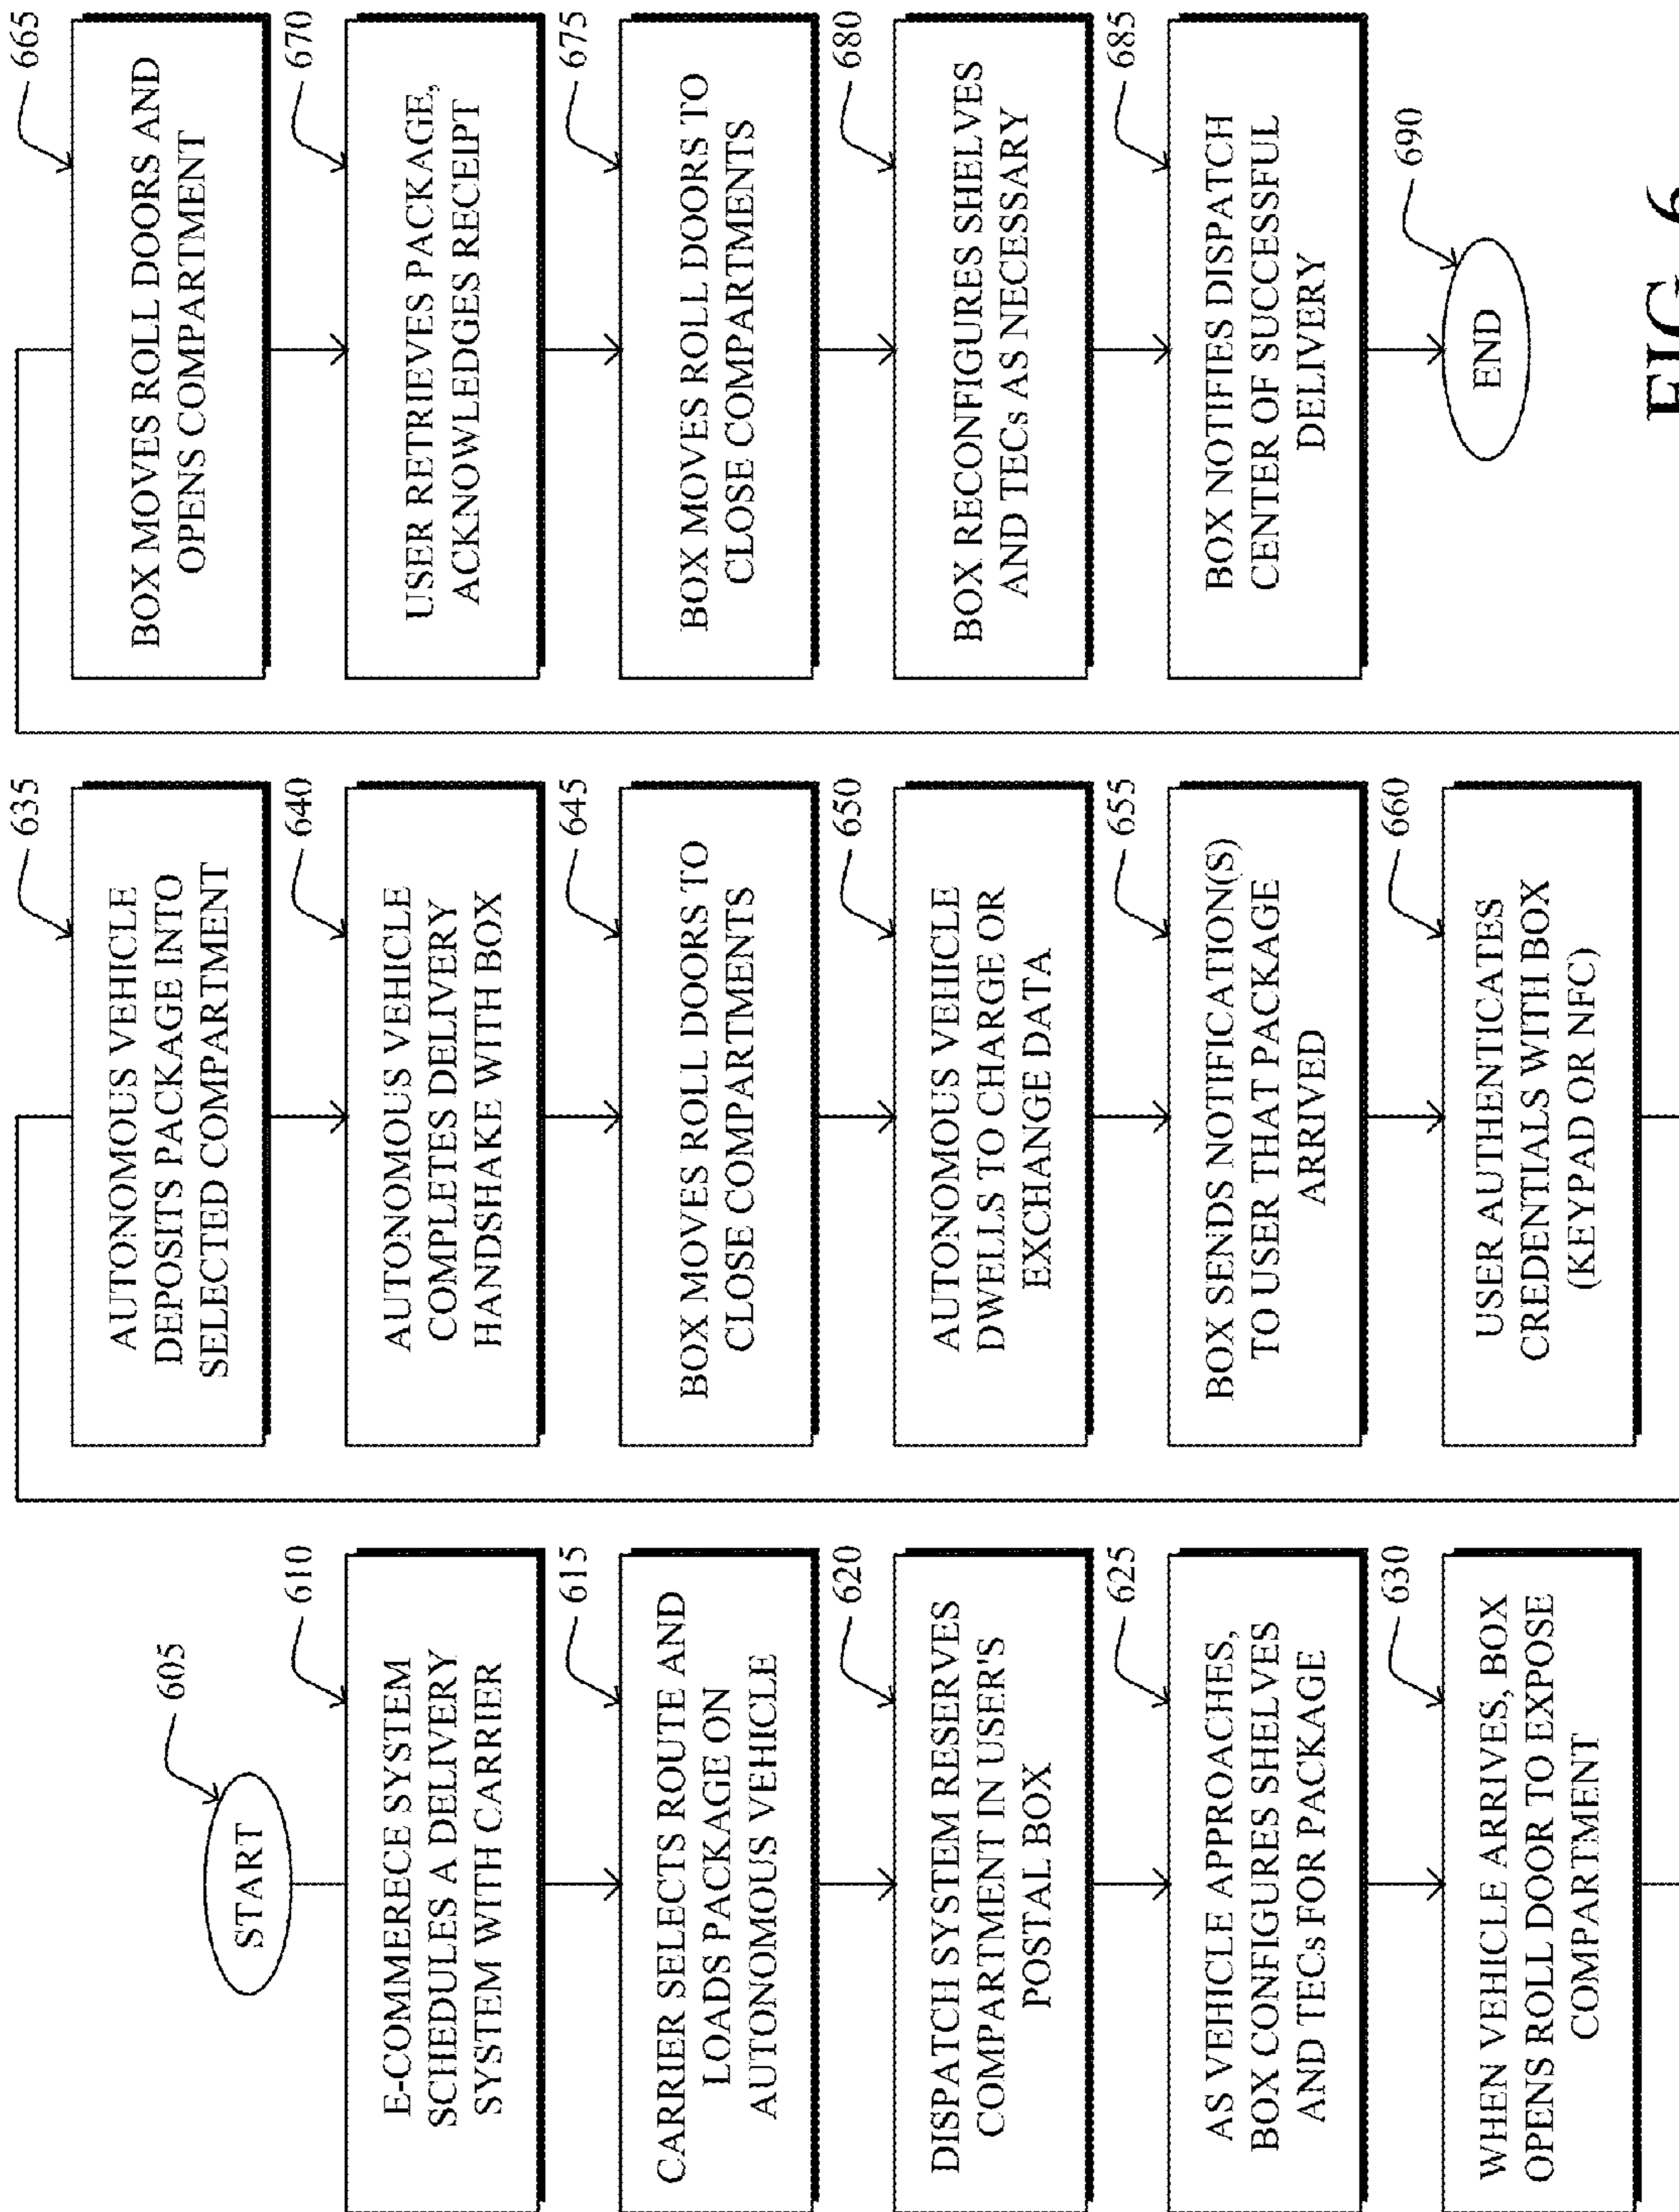 START
605
E-COMMERECE SYSTEM
SCHEDULES A DELIVERY
SYSTEM WITH CARRIER
610
CARRIER SELECTS ROUTE AND
LOADS PACKAGE ON
AUTONOMOUS VEHICLE
615
DISPATCH SYSTEM RESERVES
COMPARTMENT IN USER'S
POSTAL BOX
620
AS VEHICLE APPROACHES,
BOX CONFIGURES SHELVES
AND TECs FOR PACKAGE
625
WHEN VEHICLE ARRIVES, BOX
OPENS ROLL DOOR TO EXPOSE
COMPARTMENT
630
AUTONOMOUS VEHICLE
DEPOSITS PACKAGE INTO
SELECTED COMPARTMENT
635
AUTONOMOUS VEHICLE
COMPLETES DELIVERY
HANDSHAKE WITH BOX
640
BOX MOVES ROLL DOORS TO
CLOSE COMPARTMENTS
645
AUTONOMOUS VEHICLE
DWELLS TO CHARGE OR
EXCHANGE DATA
650
BOX SENDS NOTIFICATION(S)
TO USER THAT PACKAGE
ARRIVED
655
USER AUTHENTICATES
CREDENTIALS WITH BOX
(KEYPAD OR NFC)
660
BOX MOVES ROLL DOORS AND
OPENS COMPARTMENT
665
USER RETRIEVES PACKAGE,
ACKNOWLEDGES RECEIPT
670
BOX MOVES ROLL DOORS TO
CLOSE COMPARTMENTS
675
BOX RECONFIGURES SHELVES
AND TECs AS NECESSARY
680
BOX NOTIFIES DISPATCH
CENTER OF SUCCESSFUL
DELIVERY
685
END
690
FIG.